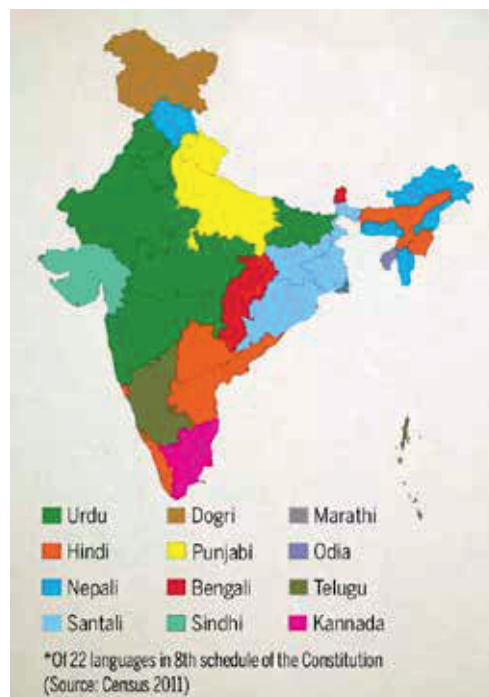 Urdu Dogri Marathi
Hindi Punjabi Odia
Nepali Bengali Telugu
Santali Sindhi Kannada
*Of 22 languages in 8th schedule of the Constitution
(Source: Census 2011)